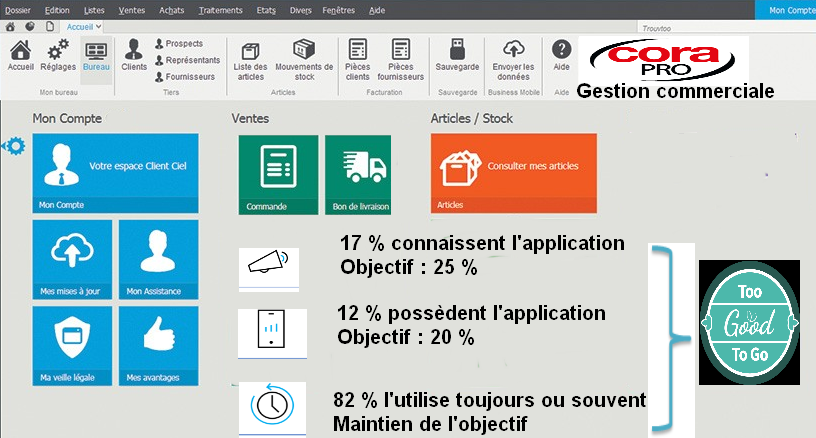 Dossier Edition Listes Ventes Achats Traitements Etats Divers Fenêtres Aide Mon Compte
Accueil
Trouvtoo
Accueil Réglages Bureau
Mon bureau
Clients
Prospects
Représentants
Fournisseurs
Tiers
Liste des articles
Mouvements de stock
Articles
Pièces clients
Pièces fournisseurs
Facturation
Sauvegarde
Sauvegarde
Envoyer les données
Business Mobile
Aide
Aide
cora
PRO
Gestion commerciale
Mon Compte
Votre espace Client Ciel
Mon Compte
Mes mises à jour
Mon Assistance
Ma veille légale
Mes avantages
Ventes
Commande
Bon de livraison
Articles / Stock
Consulter mes articles
Articles
17 % connaissent l'application
Objectif : 25 %
12 % possèdent l'application
Objectif : 20 %
82 % l'utilise toujours ou souvent
Maintien de l'objectif
Too
Good
To Go